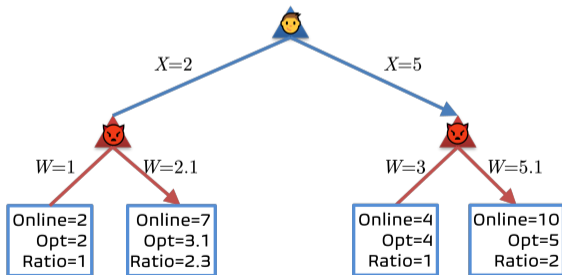 X=2
X=5
W=1
W=2.1
W=3
W=5.1
Online=2
Opt=2
Ratio=1
Online=7
Opt=3.1
Ratio=2.3
Online=4
Opt=4
Ratio=1
Online=10
Opt=5
Ratio=2